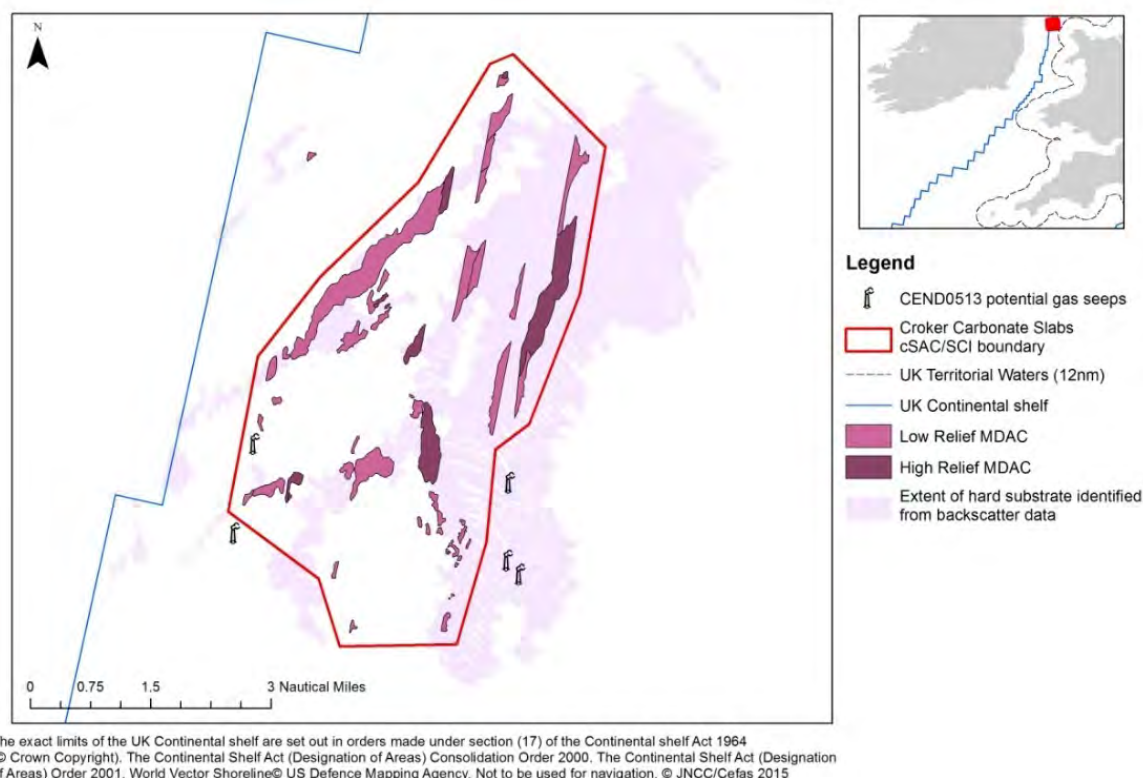 N
0 0.75 1.5 3 Nautical Miles
Legend
CEND0513 potential gas seeps
Croker Carbonate Slabs
cSAC/SCI boundary
UK Territorial Waters (12nm)
UK Continental shelf
Low Relief MDAC
High Relief MDAC
Extent of hard substrate identified
from backscatter data
he exact limits of the UK Continental shelf are set out in orders made under section (17) of the Continental shelf Act 1964
© Crown Copyright). The Continental Shelf Act (Designation of Areas) Consolidation Order 2000. The Continental Shelf Act (Designation
of Areas) Order 2001. World Vector Shoreline© US Defence Mapping Agency. Not to be used for navigation. © JNCC/Cefas 2015